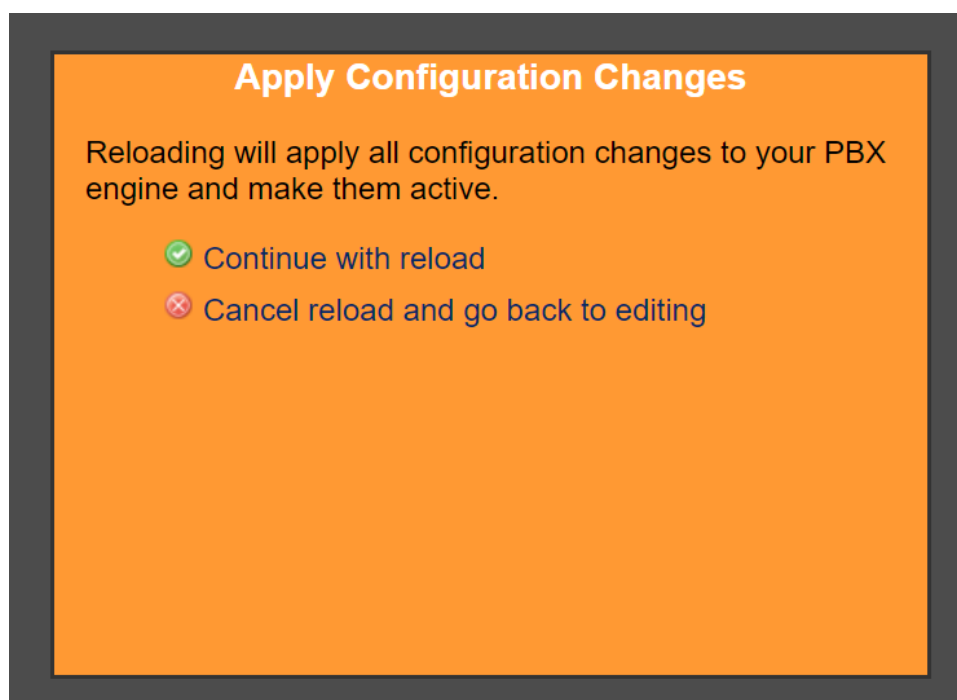 Apply Configuration Changes
Reloading will apply all configuration changes to your PBX
engine and make them active.
Continue with reload
Cancel reload and go back to editing